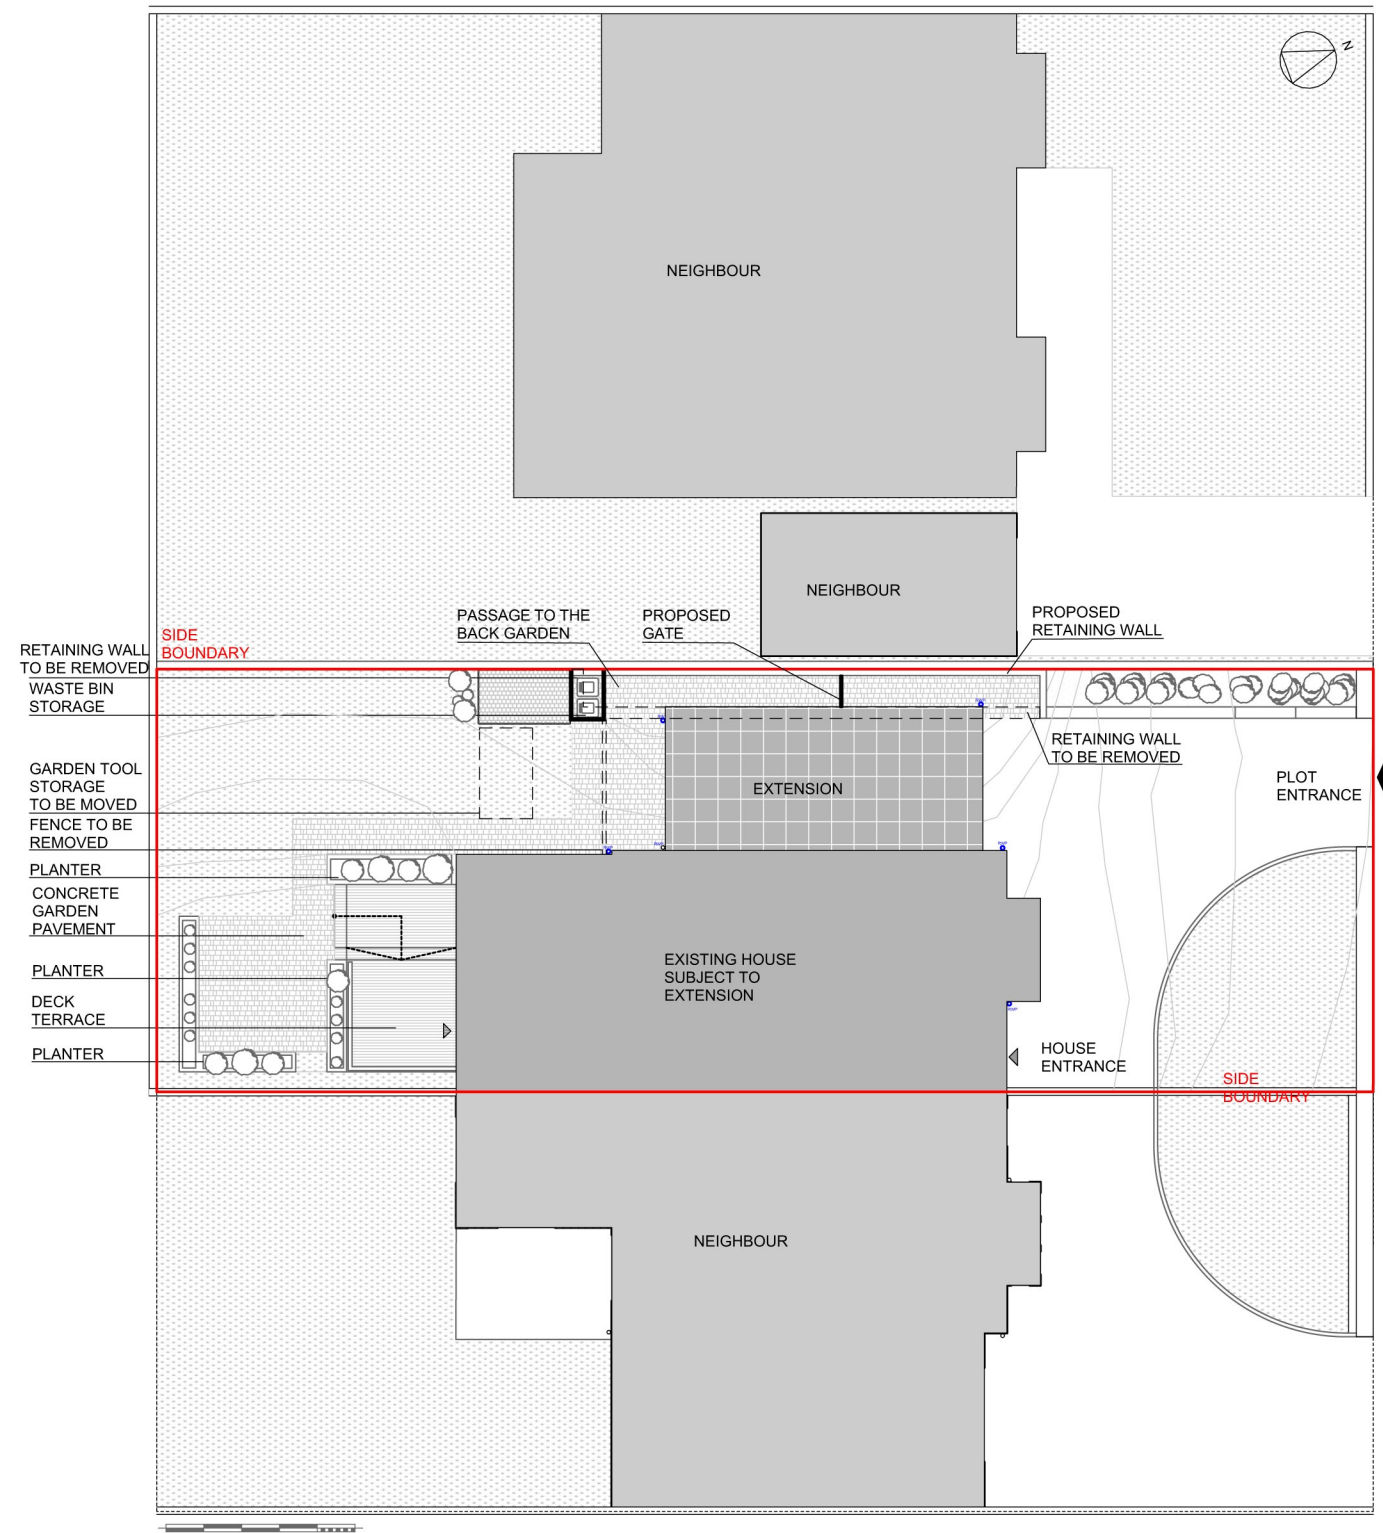 N
NEIGHBOUR
NEIGHBOUR
PASSAGE TO THE
BACK GARDEN
PROPOSED
GATE
PROPOSED
RETAINING WALL
SIDE
BOUNDARY
RETAINING WALL
TO BE REMOVED
WASTE BIN
STORAGE
RETAINING WALL
TO BE REMOVED
PLOT
ENTRANCE
GARDEN TOOL
STORAGE
TO BE MOVED
EXTENSION
FENCE TO BE
REMOVED
PLANTER
CONCRETE
GARDEN
PAVEMENT
PLANTER
DECK
TERRACE
PLANTER
EXISTING HOUSE
SUBJECT TO
EXTENSION
HOUSE
ENTRANCE
SIDE
BOUNDARY
NEIGHBOUR